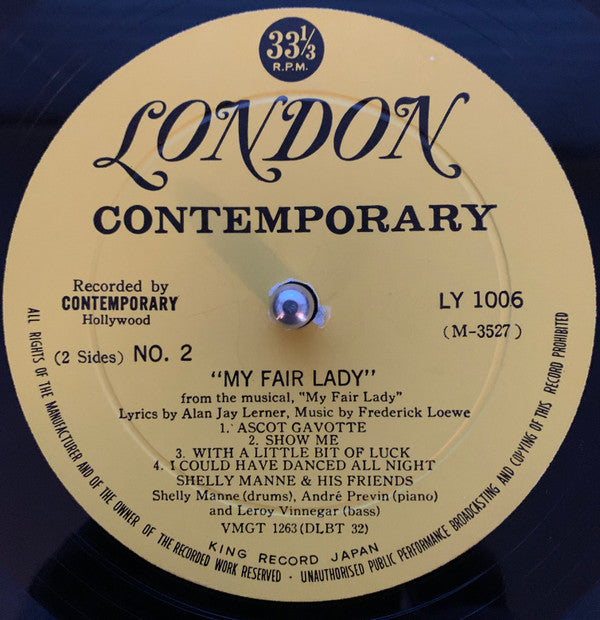 33 1/3
R.P.M.
LONDON
CONTEMPORARY
Recorded by
CONTEMPORARY
Hollywood
LY 1006
(M-3527)
(2 Sides) NO. 2
"MY FAIR LADY"
from the musical, "My Fair Lady"
Lyrics by Alan Jay Lerner, Music by Frederick Loewe
1. ASCOT GAVOTTE
2. SHOW ME
3. WITH A LITTLE BIT OF LUCK
4. I COULD HAVE DANCED ALL NIGHT
SHELLY MANNE & HIS FRIENDS
Shelly Manne (drums), André Previn (piano)
and Leroy Vinnegar (bass)
VMGT 1263 (DLBT 32)
KING RECORD JAPAN
ALL RIGHTS OF THE MANUFACTURER AND OF THE OWNER OF THE RECORDED WORK RESERVED · UNAUTHORISED PUBLIC PERFORMANCE BROADCASTING AND COPYING OF THIS RECORD PROHIBITED